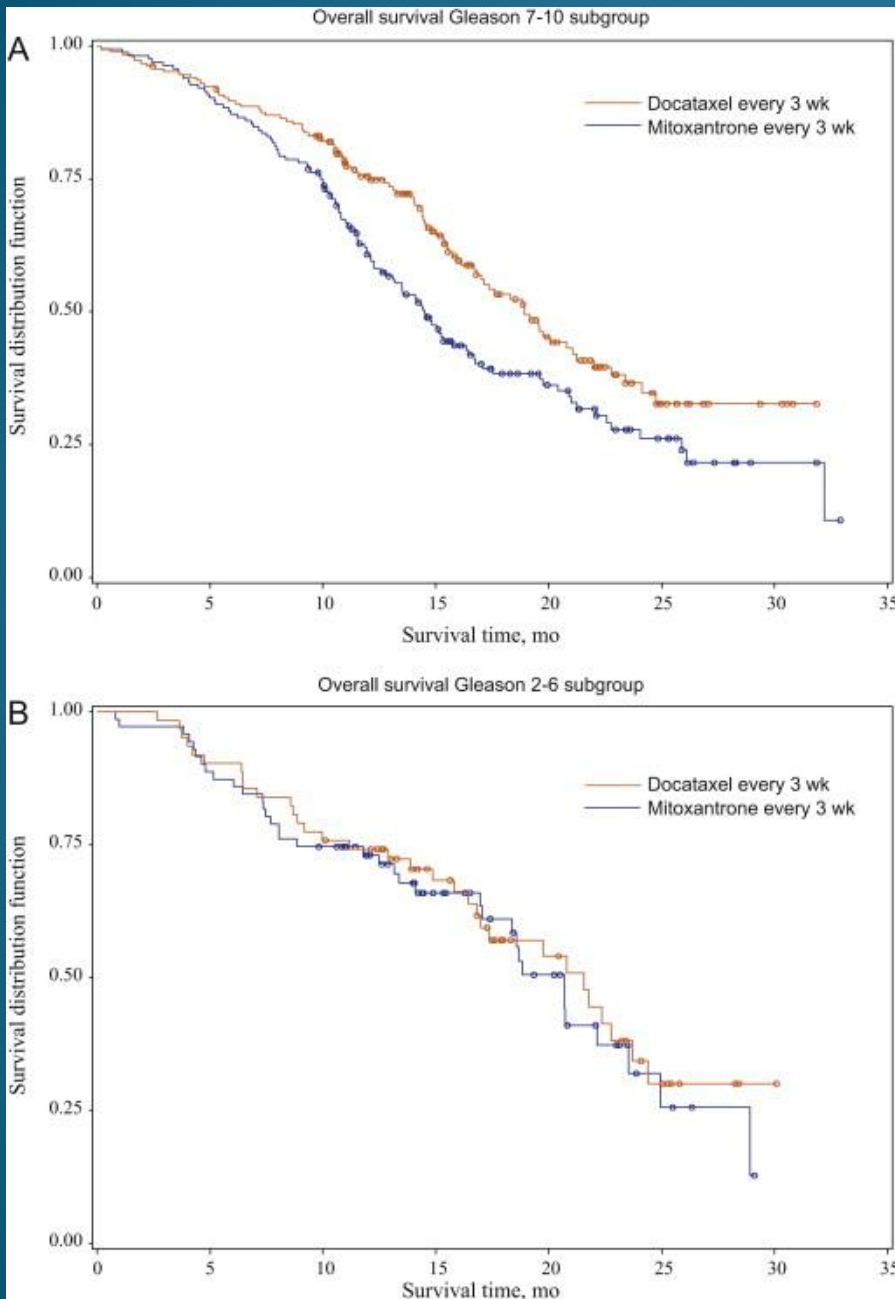 Overall survival Gleason 7-10 subgroup
A
1.00
Docataxel every 3 wk
Mitoxantrone every 3 wk
0.75
Survival distribution function
0.50
0.25
0.00
0 5 10 15 20 25 30 35
Survival time, mo
Overall survival Gleason 2-6 subgroup
B
1.00
Docataxel every 3 wk
Mitoxantrone every 3 wk
0.75
Survival distribution function
0.50
0.25
0.00
0 5 10 15 20 25 30 35
Survival time, mo